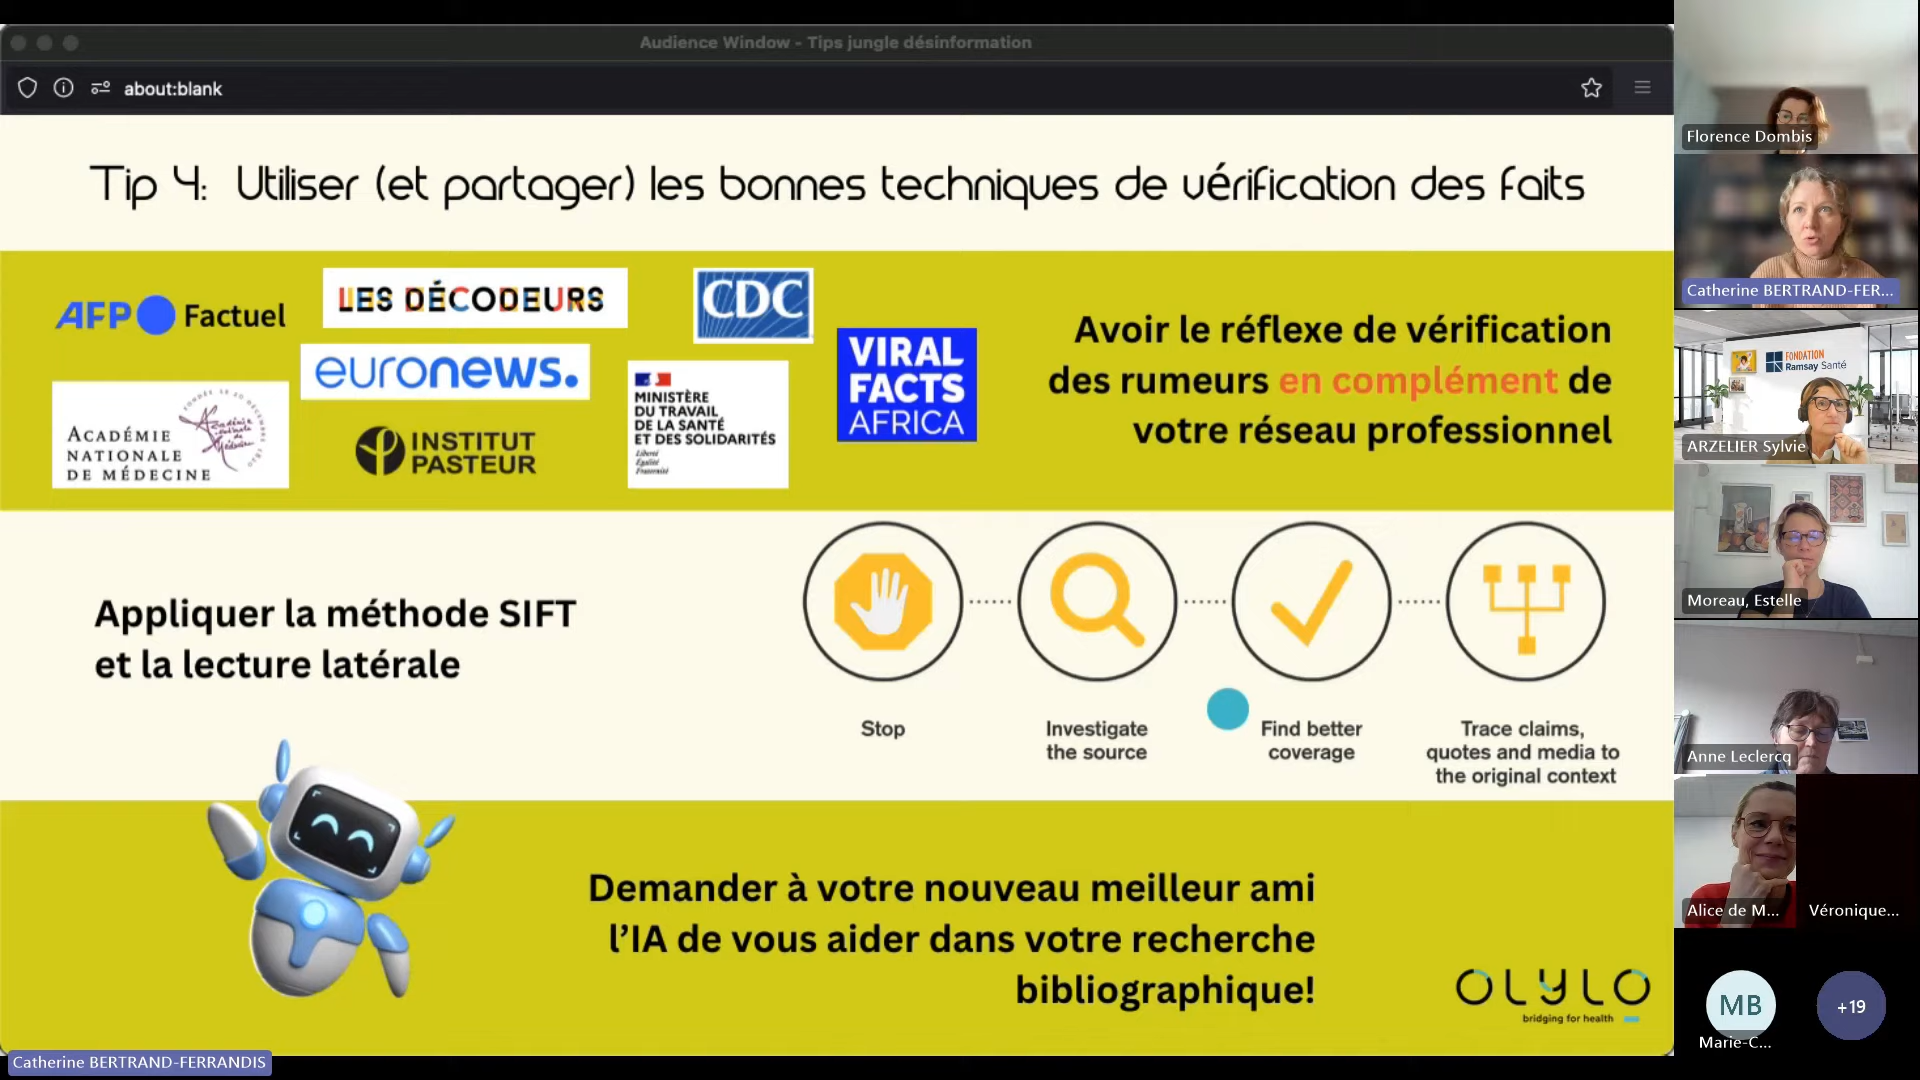 Audience Window - Tips jungle désinformation
about:blank
Tip 4: Utiliser (et partager) les bonnes techniques de vérification des faits
AFP Factuel
LES DÉCODEURS
CDC
euronews.
VIRAL
FACTS
AFRICA
ACADÉMIE
NATIONALE
DE MÉDECINE
INSTITUT
PASTEUR
MINISTÈRE
DU TRAVAIL
DE LA SANTÉ
ET DES SOLIDARITÉS
Liberté
Égalité
Fraternité
Avoir le réflexe de vérification
des rumeurs en complément de
votre réseau professionnel
Appliquer la méthode SIFT
et la lecture latérale
Stop
Investigate
the source
Find better
coverage
Trace claims,
quotes and media to
the original context
Demander à votre nouveau meilleur ami
l'IA de vous aider dans votre recherche
bibliographique!
OLYLO
bridging for health
Catherine BERTRAND-FERRANDIS
Florence Dombis
Catherine BERTRAND-FER...
FONDATION
Ramsay Santé
ARZELIER Sylvie
Moreau, Estelle
Anne Leclercq
Alice de M...
Véronique...
MB
+19
Marie-C...